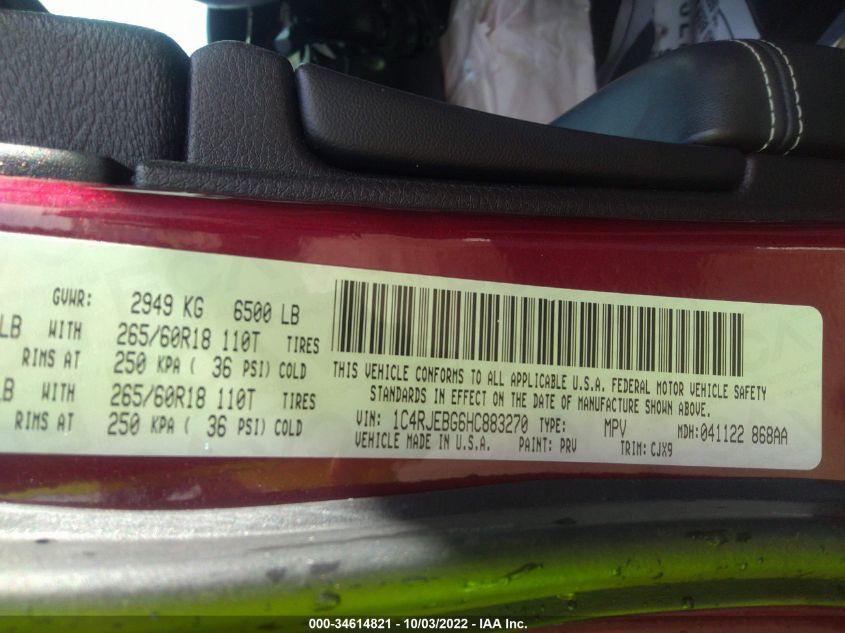 GVWR: 2949 KG 6500 LB
LB WITH 265/60R18 110T TIRES
RIMS AT 250 KPA ( 36 PSI) COLD
LB WITH 265/60R18 110T TIRES
RIMS AT 250 KPA ( 36 PSI) COLD
THIS VEHICLE CONFORMS TO ALL APPLICABLE U.S.A. FEDERAL MOTOR VEHICLE SAFETY
STANDARDS IN EFFECT ON THE DATE OF MANUFACTURE SHOWN ABOVE.
VIN: 1C4RJEBG6HC883270 TYPE: MPV MDH: 041122 868AA
VEHICLE MADE IN U.S.A. PAINT: PRV TRIM: CJX9
000-34614821 - 10/03/2022 - IAA Inc.